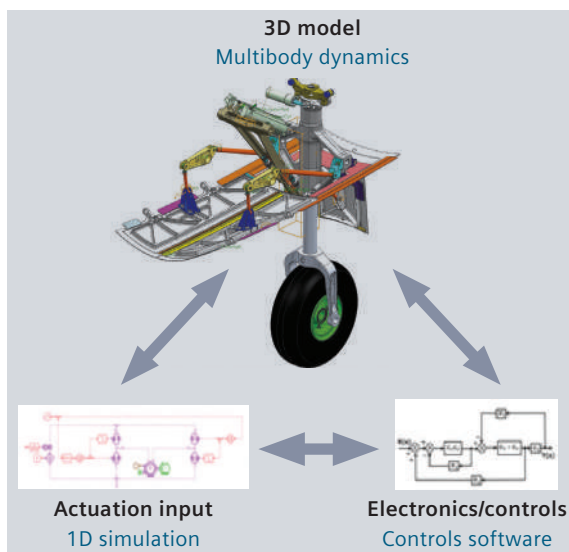 3D model
Multibody dynamics
Actuation input
1D simulation
Electronics/controls
Controls software